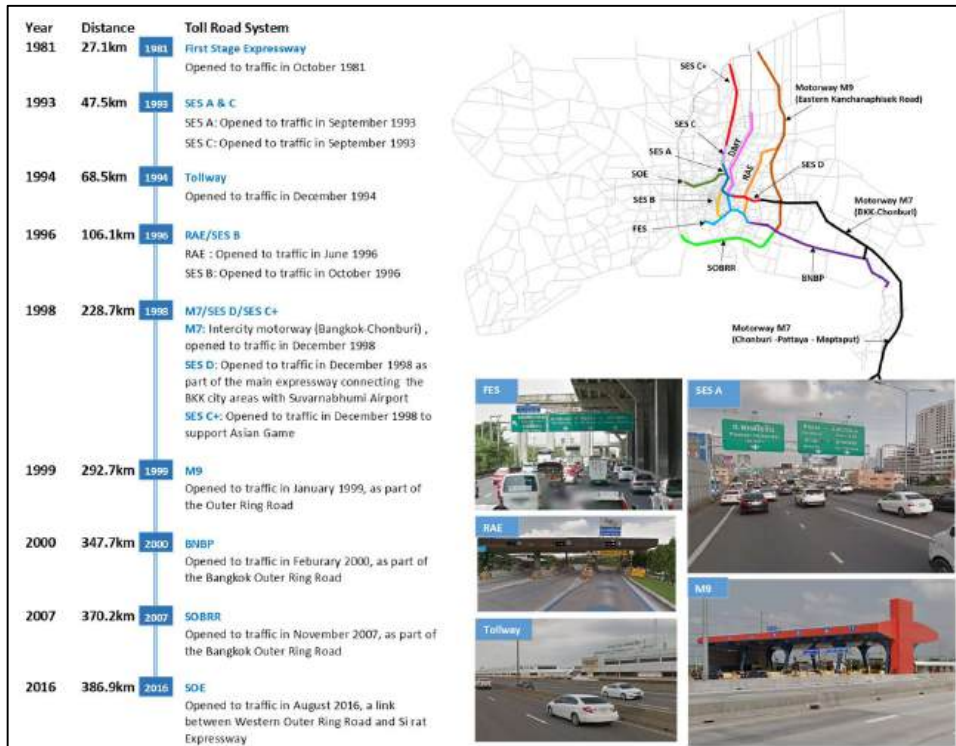 Year Distance Toll Road System
1981 27.1km 1981 First Stage Expressway
Opened to traffic in October 1981
1993 47.5km 1993 SES A & C
SES A: Opened to traffic in September 1993
SES C: Opened to traffic in September 1993
1994 68.5km 1994 Tollway
Opened to traffic in December 1994
1996 106.1km 1996 RAE/SES B
RAE : Opened to traffic in June 1996
SES B: Opened to traffic in October 1996
1998 228.7km 1998 M7/SES D/SES C+
M7: Intercity motorway (Bangkok-Chonburi) ,
opened to traffic in December 1998
SES D: Opened to traffic in December 1998 as
part of the main expressway connecting the
BKK city areas with Suvarnabhumi Airport
SES C+: Opened to traffic in December 1998 to
support Asian Game
1999 292.7km 1999 M9
Opened to traffic in January 1999, as part of
the Outer Ring Road
2000 347.7km 2000 BNBP
Opened to traffic in Feburary 2000, as part of
the Bangkok Outer Ring Road
2007 370.2km 2007 SOBRR
Opened to traffic in November 2007, as part of
the Bangkok Outer Ring Road
2016 386.9km 2016 SOE
Opened to traffic in August 2016, a link
between Western Outer Ring Road and Si rat
Expressway
SES C+
Motorway M9
(Eastern Kanchanaphisek Road)
SES C
DMT
SES A
RAE
SES D
SOE
SES B
Motorway M7
(BKK-Chonburi)
FES
SOBRR
BNBP
Motorway M7
(Chonburi -Pattaya - Maptaput)
FES
SES A
RAE
M9
Tollway